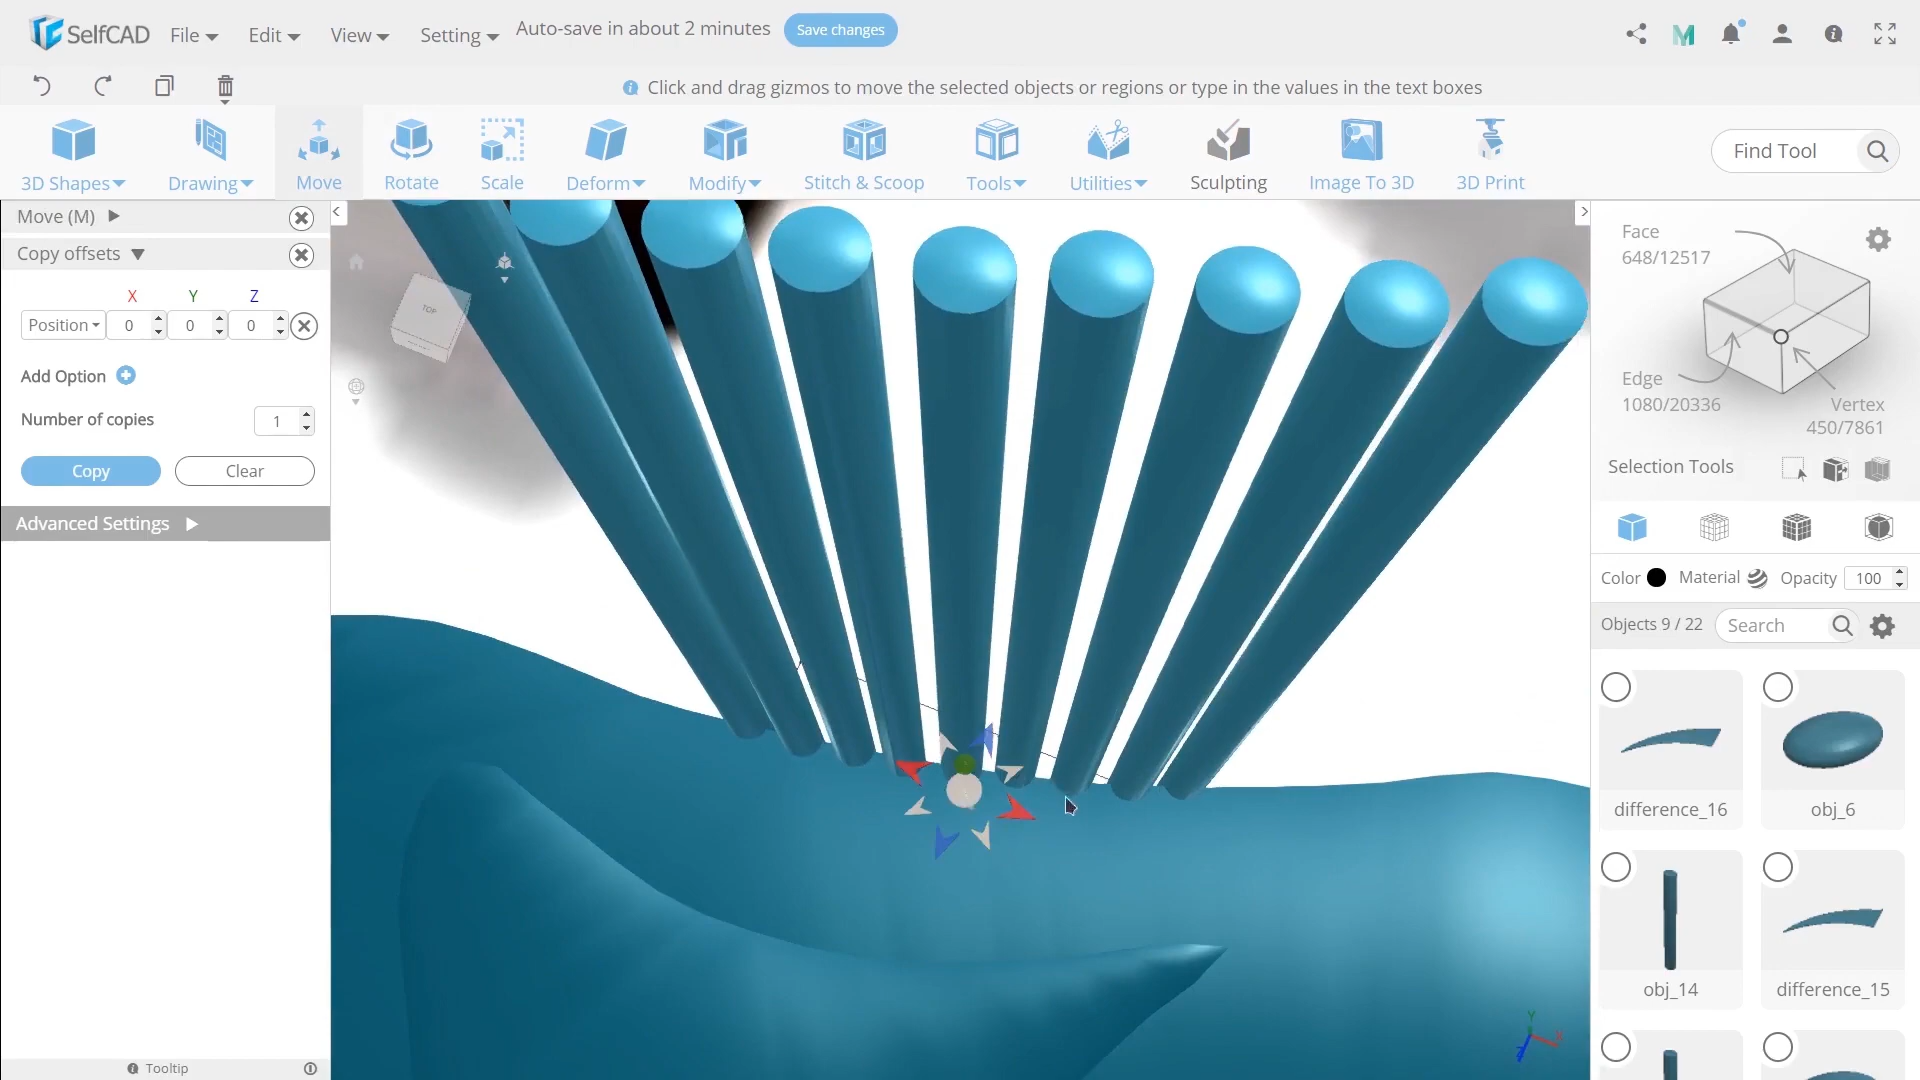 SelfCAD File Edit View Setting Auto-save in about 2 minutes Save changes
Click and drag gizmos to move the selected objects or regions or type in the values in the text boxes
3D Shapes Drawing Move Rotate Scale Deform Modify Stitch & Scoop Tools Utilities Sculpting Image To 3D 3D Print Find Tool
Move (M)
Copy offsets
X Y Z
Position 0 0 0
Add Option
Number of copies 1
Copy Clear
Advanced Settings
Tooltip
TOP
Y
X
Z
Face
648/12517
Edge
1080/20336
Vertex
450/7861
Selection Tools
Color Material Opacity 100
Objects 9 / 22 Search
difference_16 obj_6
obj_14 difference_15